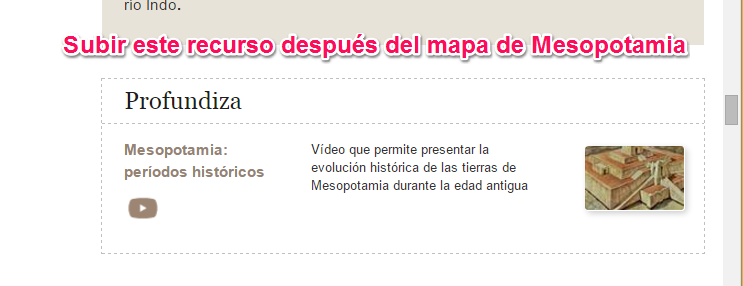 río Indo.
Subir este recurso después del mapa de Mesopotamia
Profundiza
Mesopotamia:
períodos históricos
Vídeo que permite presentar la
evolución histórica de las tierras de
Mesopotamia durante la edad antigua